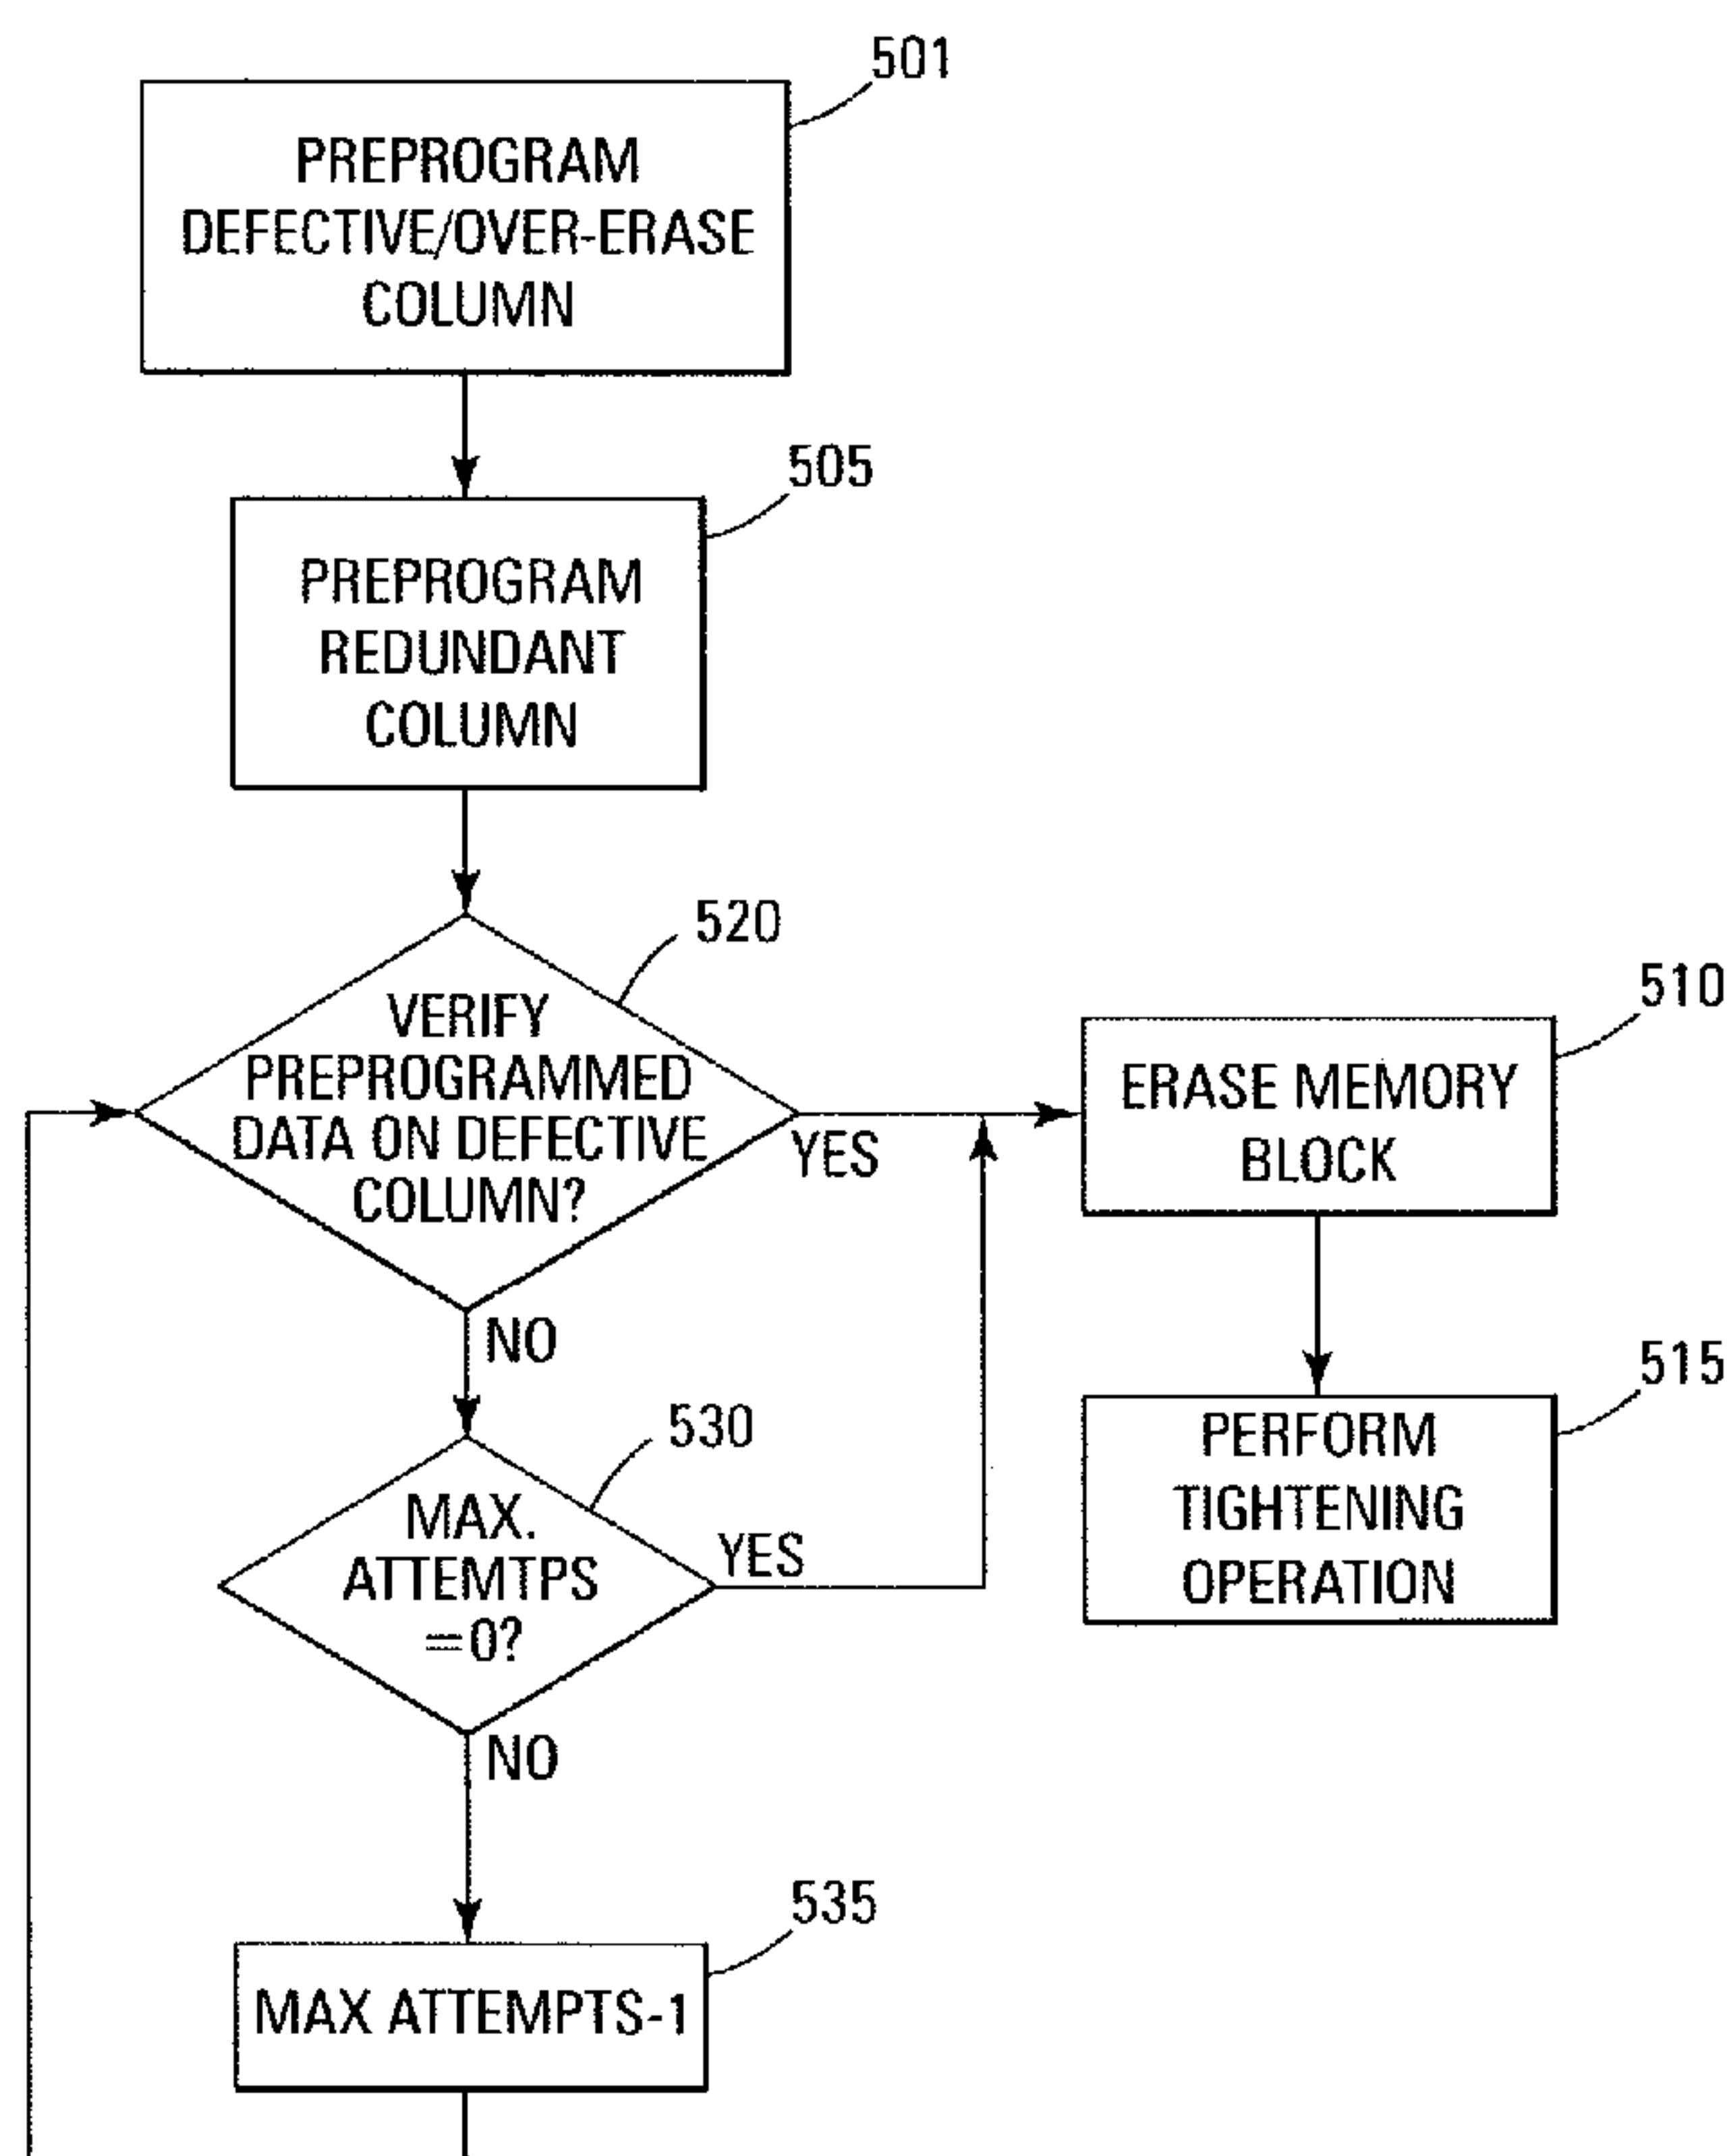 501
PREPROGRAM
DEFECTIVE/OVER-ERASE
COLUMN
505
PREPROGRAM
REDUNDANT
COLUMN
520
VERIFY
PREPROGRAMMED
DATA ON DEFECTIVE
COLUMN?
YES
NO
510
ERASE MEMORY
BLOCK
515
PERFORM
TIGHTENING
OPERATION
530
MAX.
ATTEMTPS
=0?
YES
NO
535
MAX ATTEMPTS-1